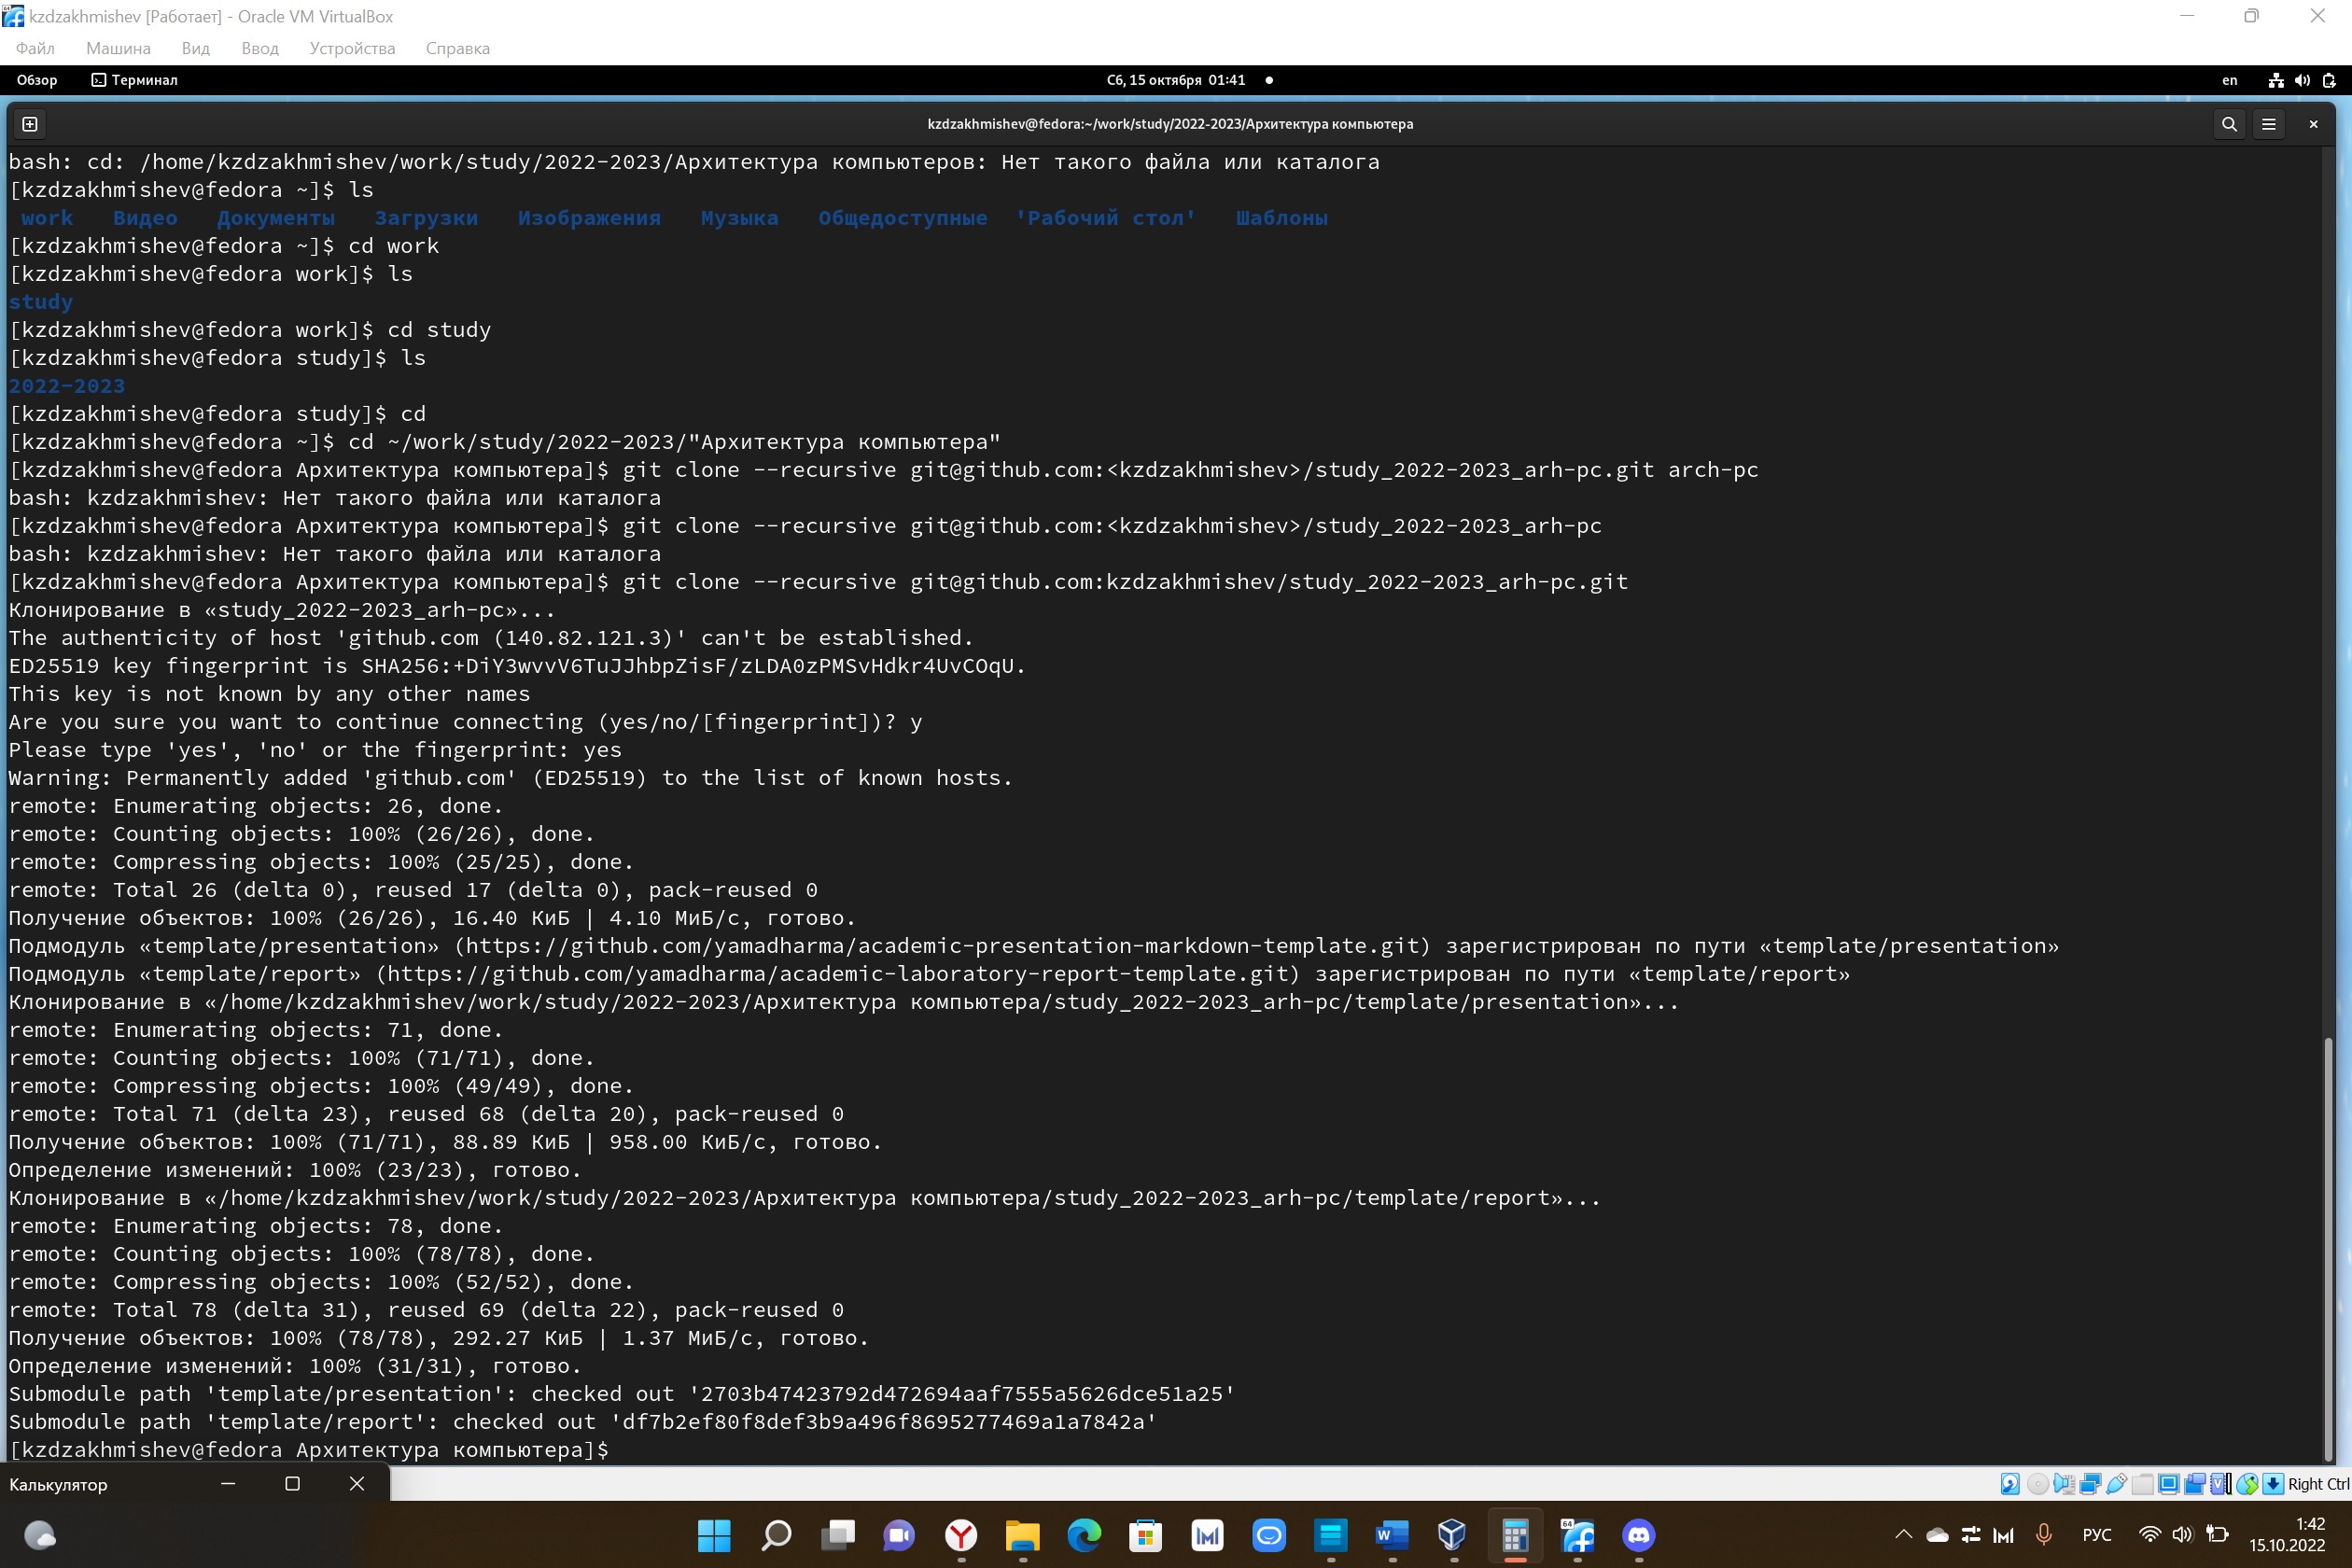 kzdzakhmishev [Работает] - Oracle VM VirtualBox
Файл Машина Вид Ввод Устройства Справка
Обзор Терминал Сб, 15 октября 01:41 en
kzdzakhmishev@fedora:~/work/study/2022-2023/Архитектура компьютера
bash: cd: /home/kzdzakhmishev/work/study/2022-2023/Архитектура компьютеров: Нет такого файла или каталога
[kzdzakhmishev@fedora ~]$ ls
work Видео Документы Загрузки Изображения Музыка Общедоступные 'Рабочий стол' Шаблоны
[kzdzakhmishev@fedora ~]$ cd work
[kzdzakhmishev@fedora work]$ ls
study
[kzdzakhmishev@fedora work]$ cd study
[kzdzakhmishev@fedora study]$ ls
2022-2023
[kzdzakhmishev@fedora study]$ cd
[kzdzakhmishev@fedora ~]$ cd ~/work/study/2022-2023/"Архитектура компьютера"
[kzdzakhmishev@fedora Архитектура компьютера]$ git clone --recursive git@github.com:<kzdzakhmishev>/study_2022-2023_arh-pc.git arch-pc
bash: kzdzakhmishev: Нет такого файла или каталога
[kzdzakhmishev@fedora Архитектура компьютера]$ git clone --recursive git@github.com:<kzdzakhmishev>/study_2022-2023_arh-pc
bash: kzdzakhmishev: Нет такого файла или каталога
[kzdzakhmishev@fedora Архитектура компьютера]$ git clone --recursive git@github.com:kzdzakhmishev/study_2022-2023_arh-pc.git
Клонирование в «study_2022-2023_arh-pc»...
The authenticity of host 'github.com (140.82.121.3)' can't be established.
ED25519 key fingerprint is SHA256:+DiY3wvvV6TuJJhbpZisF/zLDA0zPMSvHdkr4UvCOqU.
This key is not known by any other names
Are you sure you want to continue connecting (yes/no/[fingerprint])? y
Please type 'yes', 'no' or the fingerprint: yes
Warning: Permanently added 'github.com' (ED25519) to the list of known hosts.
remote: Enumerating objects: 26, done.
remote: Counting objects: 100% (26/26), done.
remote: Compressing objects: 100% (25/25), done.
remote: Total 26 (delta 0), reused 17 (delta 0), pack-reused 0
Получение объектов: 100% (26/26), 16.40 КиБ | 4.10 МиБ/с, готово.
Подмодуль «template/presentation» (https://github.com/yamadharma/academic-presentation-markdown-template.git) зарегистрирован по пути «template/presentation»
Подмодуль «template/report» (https://github.com/yamadharma/academic-laboratory-report-template.git) зарегистрирован по пути «template/report»
Клонирование в «/home/kzdzakhmishev/work/study/2022-2023/Архитектура компьютера/study_2022-2023_arh-pc/template/presentation»...
remote: Enumerating objects: 71, done.
remote: Counting objects: 100% (71/71), done.
remote: Compressing objects: 100% (49/49), done.
remote: Total 71 (delta 23), reused 68 (delta 20), pack-reused 0
Получение объектов: 100% (71/71), 88.89 КиБ | 958.00 КиБ/с, готово.
Определение изменений: 100% (23/23), готово.
Клонирование в «/home/kzdzakhmishev/work/study/2022-2023/Архитектура компьютера/study_2022-2023_arh-pc/template/report»...
remote: Enumerating objects: 78, done.
remote: Counting objects: 100% (78/78), done.
remote: Compressing objects: 100% (52/52), done.
remote: Total 78 (delta 31), reused 69 (delta 22), pack-reused 0
Получение объектов: 100% (78/78), 292.27 КиБ | 1.37 МиБ/с, готово.
Определение изменений: 100% (31/31), готово.
Submodule path 'template/presentation': checked out '2703b47423792d472694aaf7555a5626dce51a25'
Submodule path 'template/report': checked out 'df7b2ef80f8def3b9a496f8695277469a1a7842a'
[kzdzakhmishev@fedora Архитектура компьютера]$
Калькулятор Right Ctrl
РУС 1:42
15.10.2022